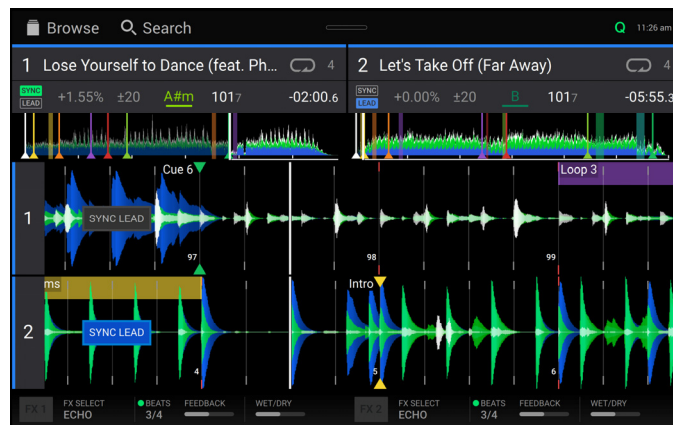 Browse Search Q 11:26 am
1 Lose Yourself to Dance (feat. Ph... 4
2 Let's Take Off (Far Away) 4
SYNC
LEAD
+1.55% ±20 A#m 101.7 -02:00.6
SYNC
LEAD
+0.00% ±20 B 101.7 -05:55.3
Cue 6
Loop 3
1
SYNC LEAD
97
98
99
ms
Intro
2
SYNC LEAD
4
5
6
FX 1
FX SELECT
ECHO
BEATS
3/4
FEEDBACK
WET/DRY
FX 2
FX SELECT
ECHO
BEATS
3/4
FEEDBACK
WET/DRY